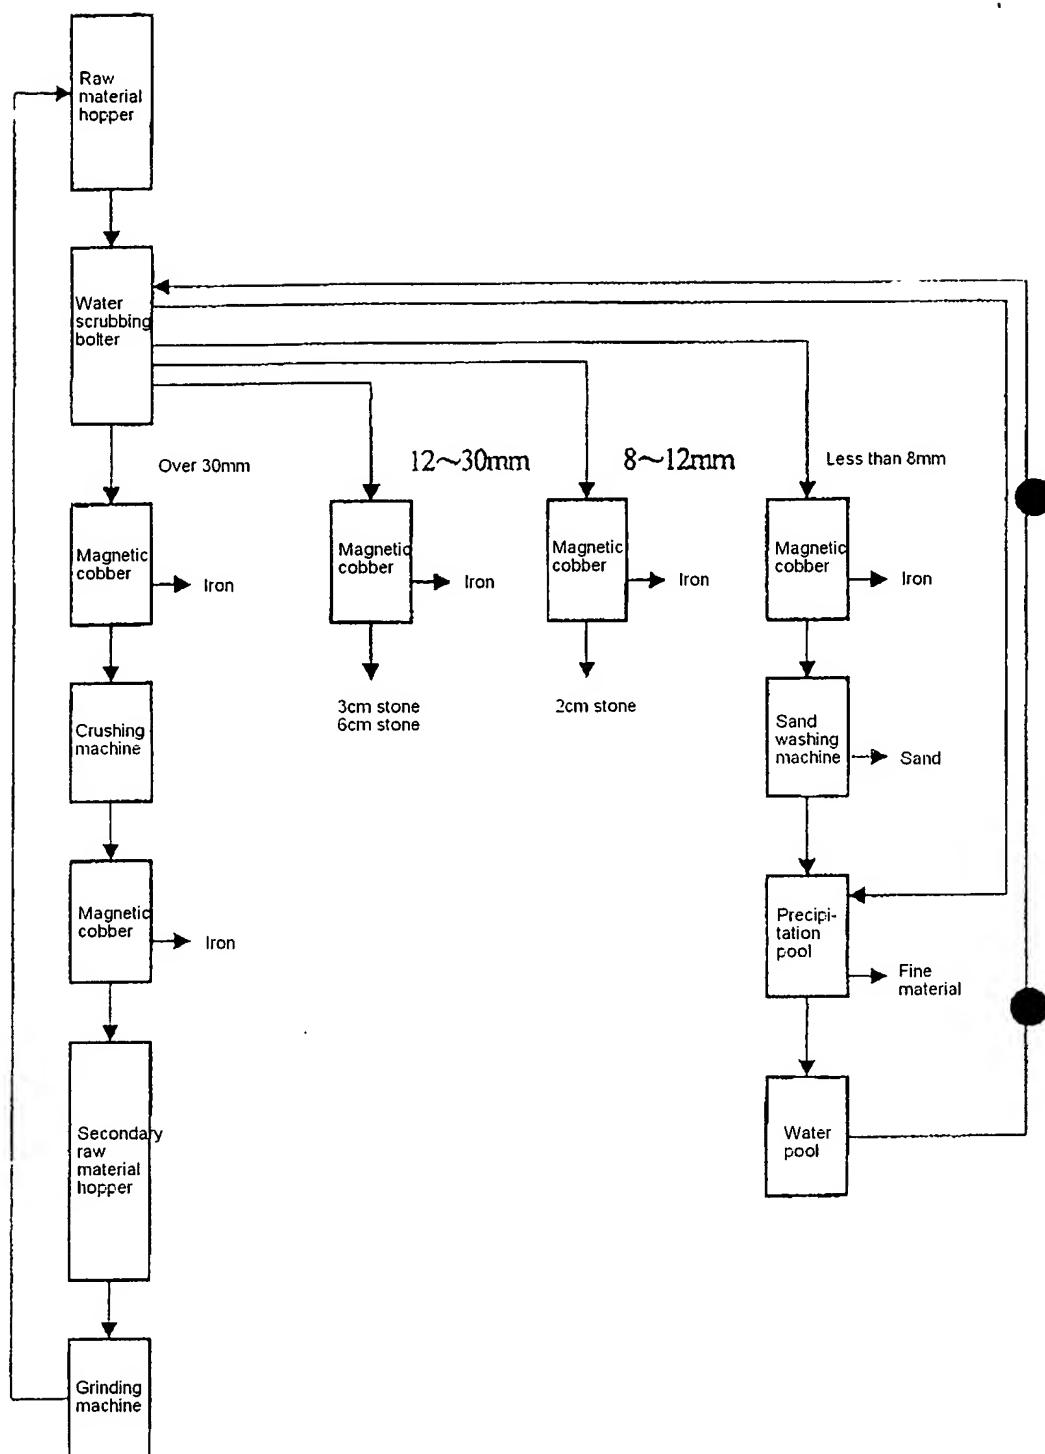 Raw
material
hopper
Water
scrubbing
bolter
Over 30mm
12~30mm
8~12mm
Less than 8mm
Magnetic
cobber
Iron
Magnetic
cobber
Iron
Magnetic
cobber
Iron
Magnetic
cobber
Iron
Crushing
machine
3cm stone
6cm stone
2cm stone
Sand
washing
machine
Sand
Magnetic
cobber
Iron
Precipi-
tation
pool
Fine
material
Secondary
raw
material
hopper
Water
pool
Grinding
machine